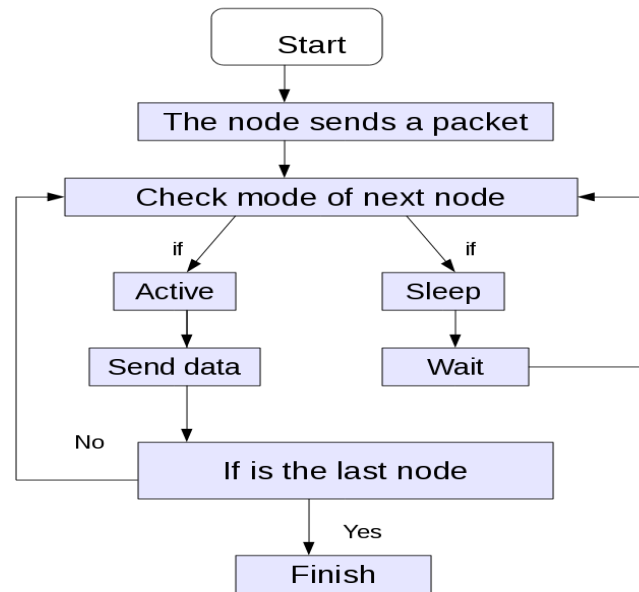 Start
The node sends a packet
Check mode of next node
if
if
Active
Sleep
Send data
Wait
No
If is the last node
Yes
Finish